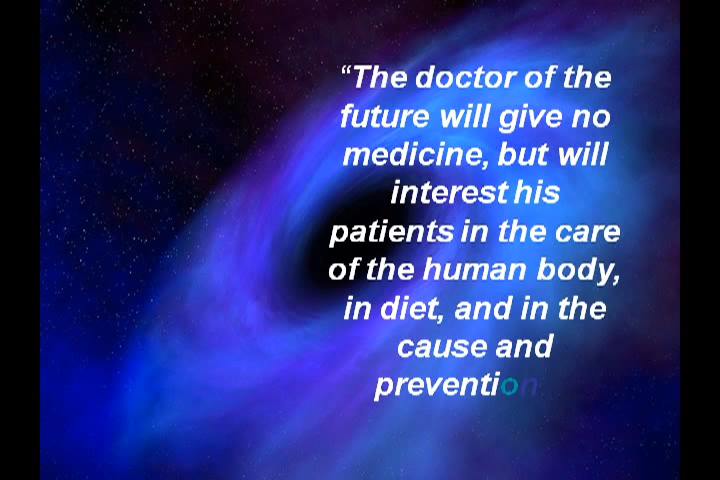 “The doctor of the
future will give no
medicine, but will
interest his
patients in the care
of the human body,
in diet, and in the
cause and
prevention